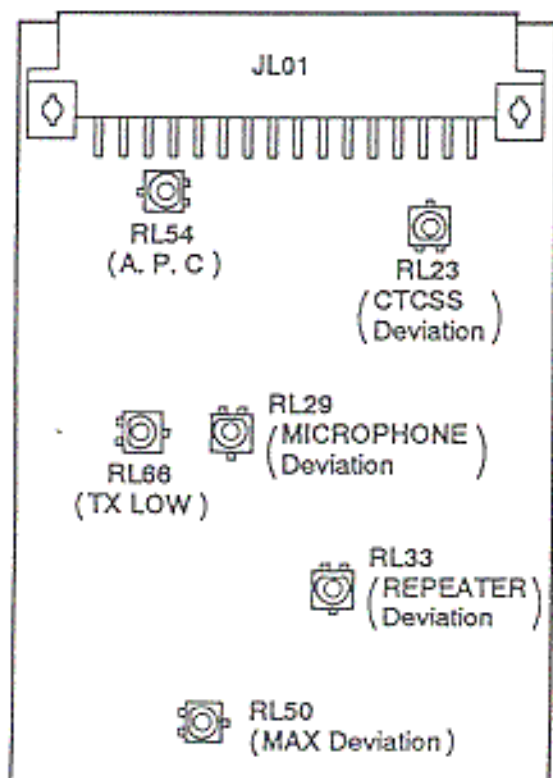 JL01
RL54
(A. P. C)
RL23
(CTCSS
Deviation)
RL29
(MICROPHONE
Deviation)
RL66
(TX LOW)
RL33
(REPEATER
Deviation)
RL50
(MAX Deviation)